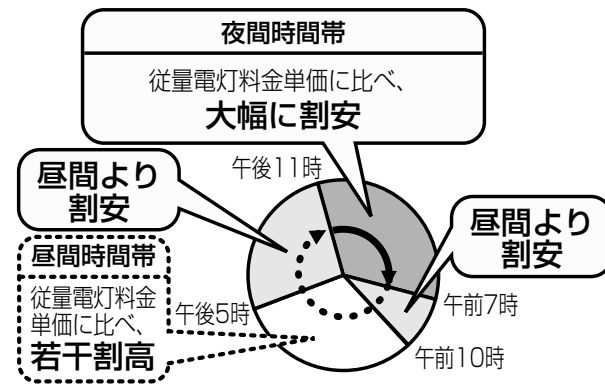 夜間時間帯
従量電灯料金単価に比べ、
大幅に割安
午後11時
昼間より
割安
昼間より
割安
昼間時間帯
従量電灯料金
単価に比べ、
若干割高
午後5時
午前7時
午前10時